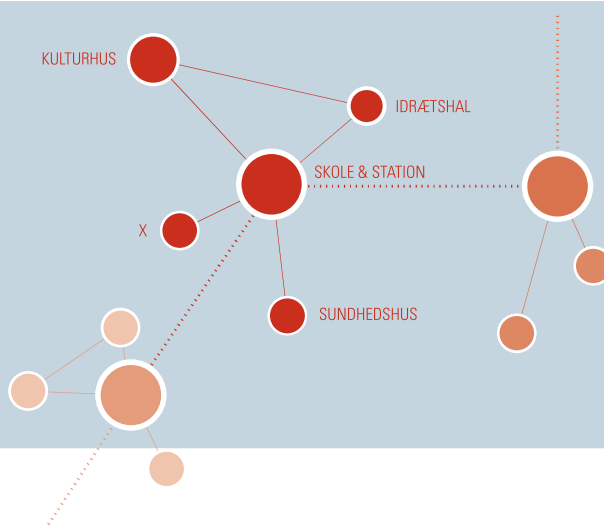 KULTURHUS
IDRÆTSHAL
SKOLE & STATION
X
SUNDHEDSHUS